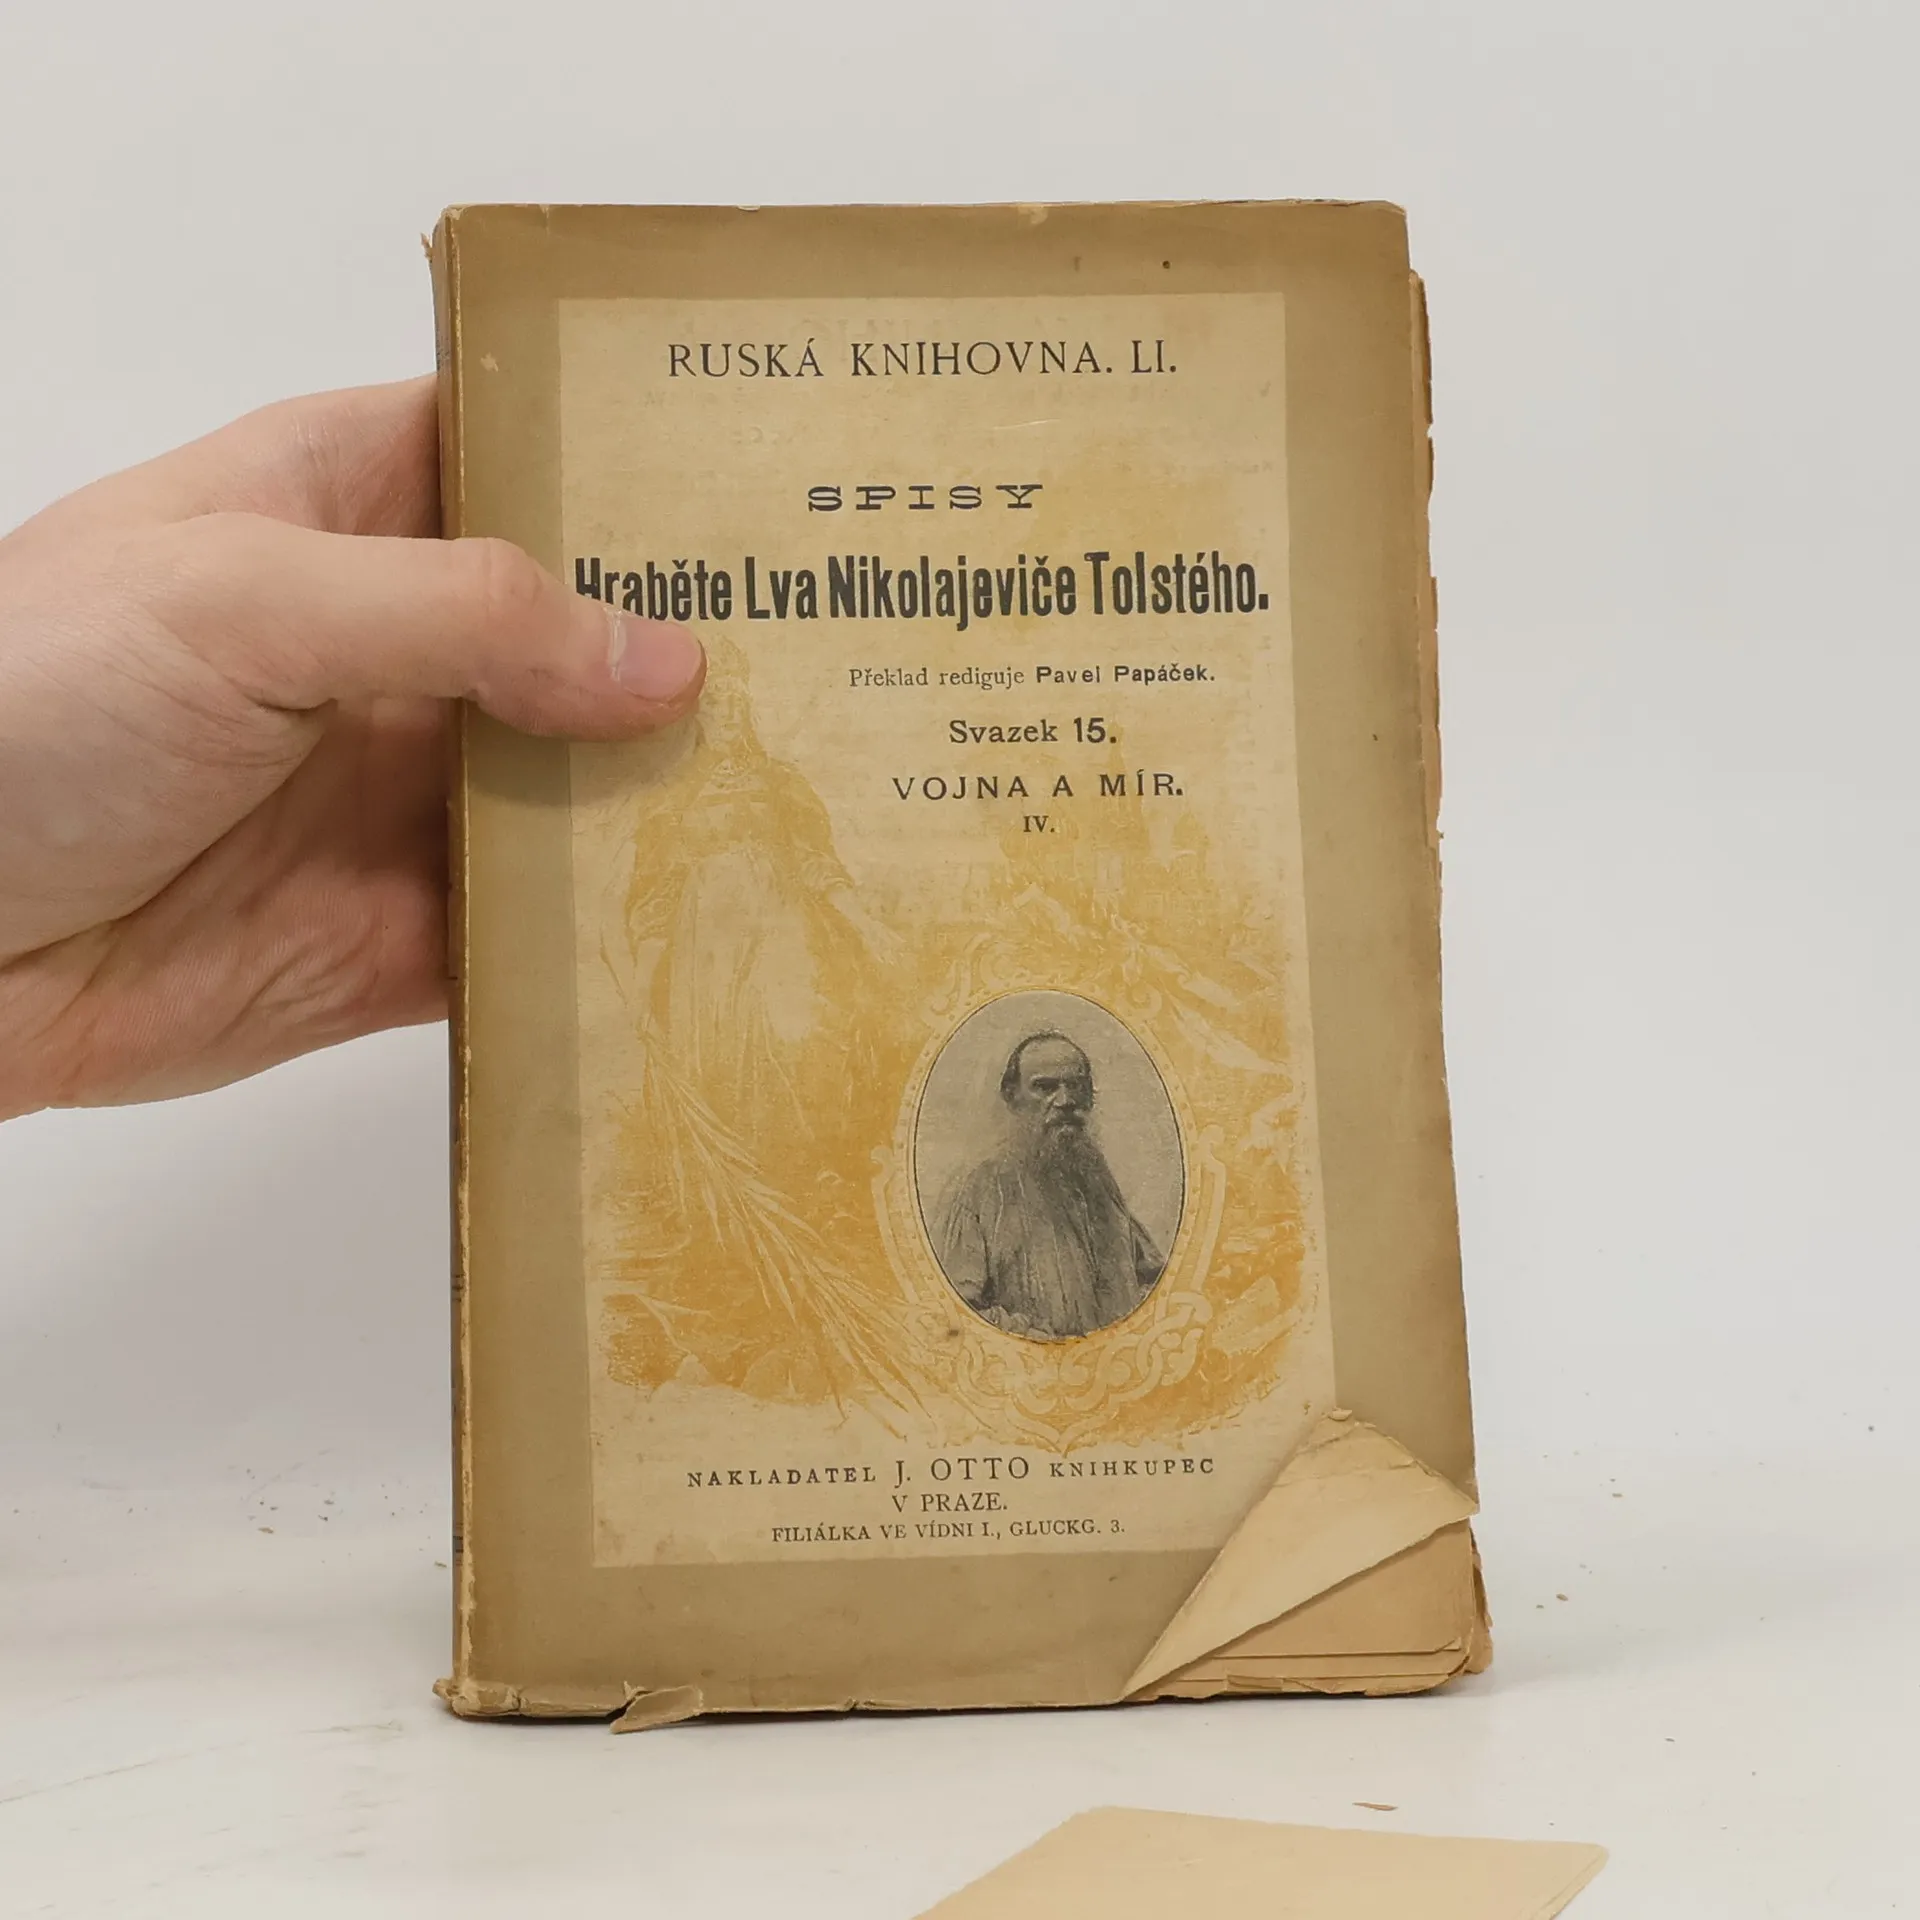 RUSKÁ KNIHOVNA. LI.
SPISY
Hraběte Lva Nikolajeviče Tolstého.
Překlad rediguje Pavel Papáček.
Svazek 15.
VOJNA A MÍR.
IV.
NAKLADATEL J. OTTO KNIHKUPEC
V PRAZE.
FILIÁLKA VE VÍDNI I., GLUCKG. 3.